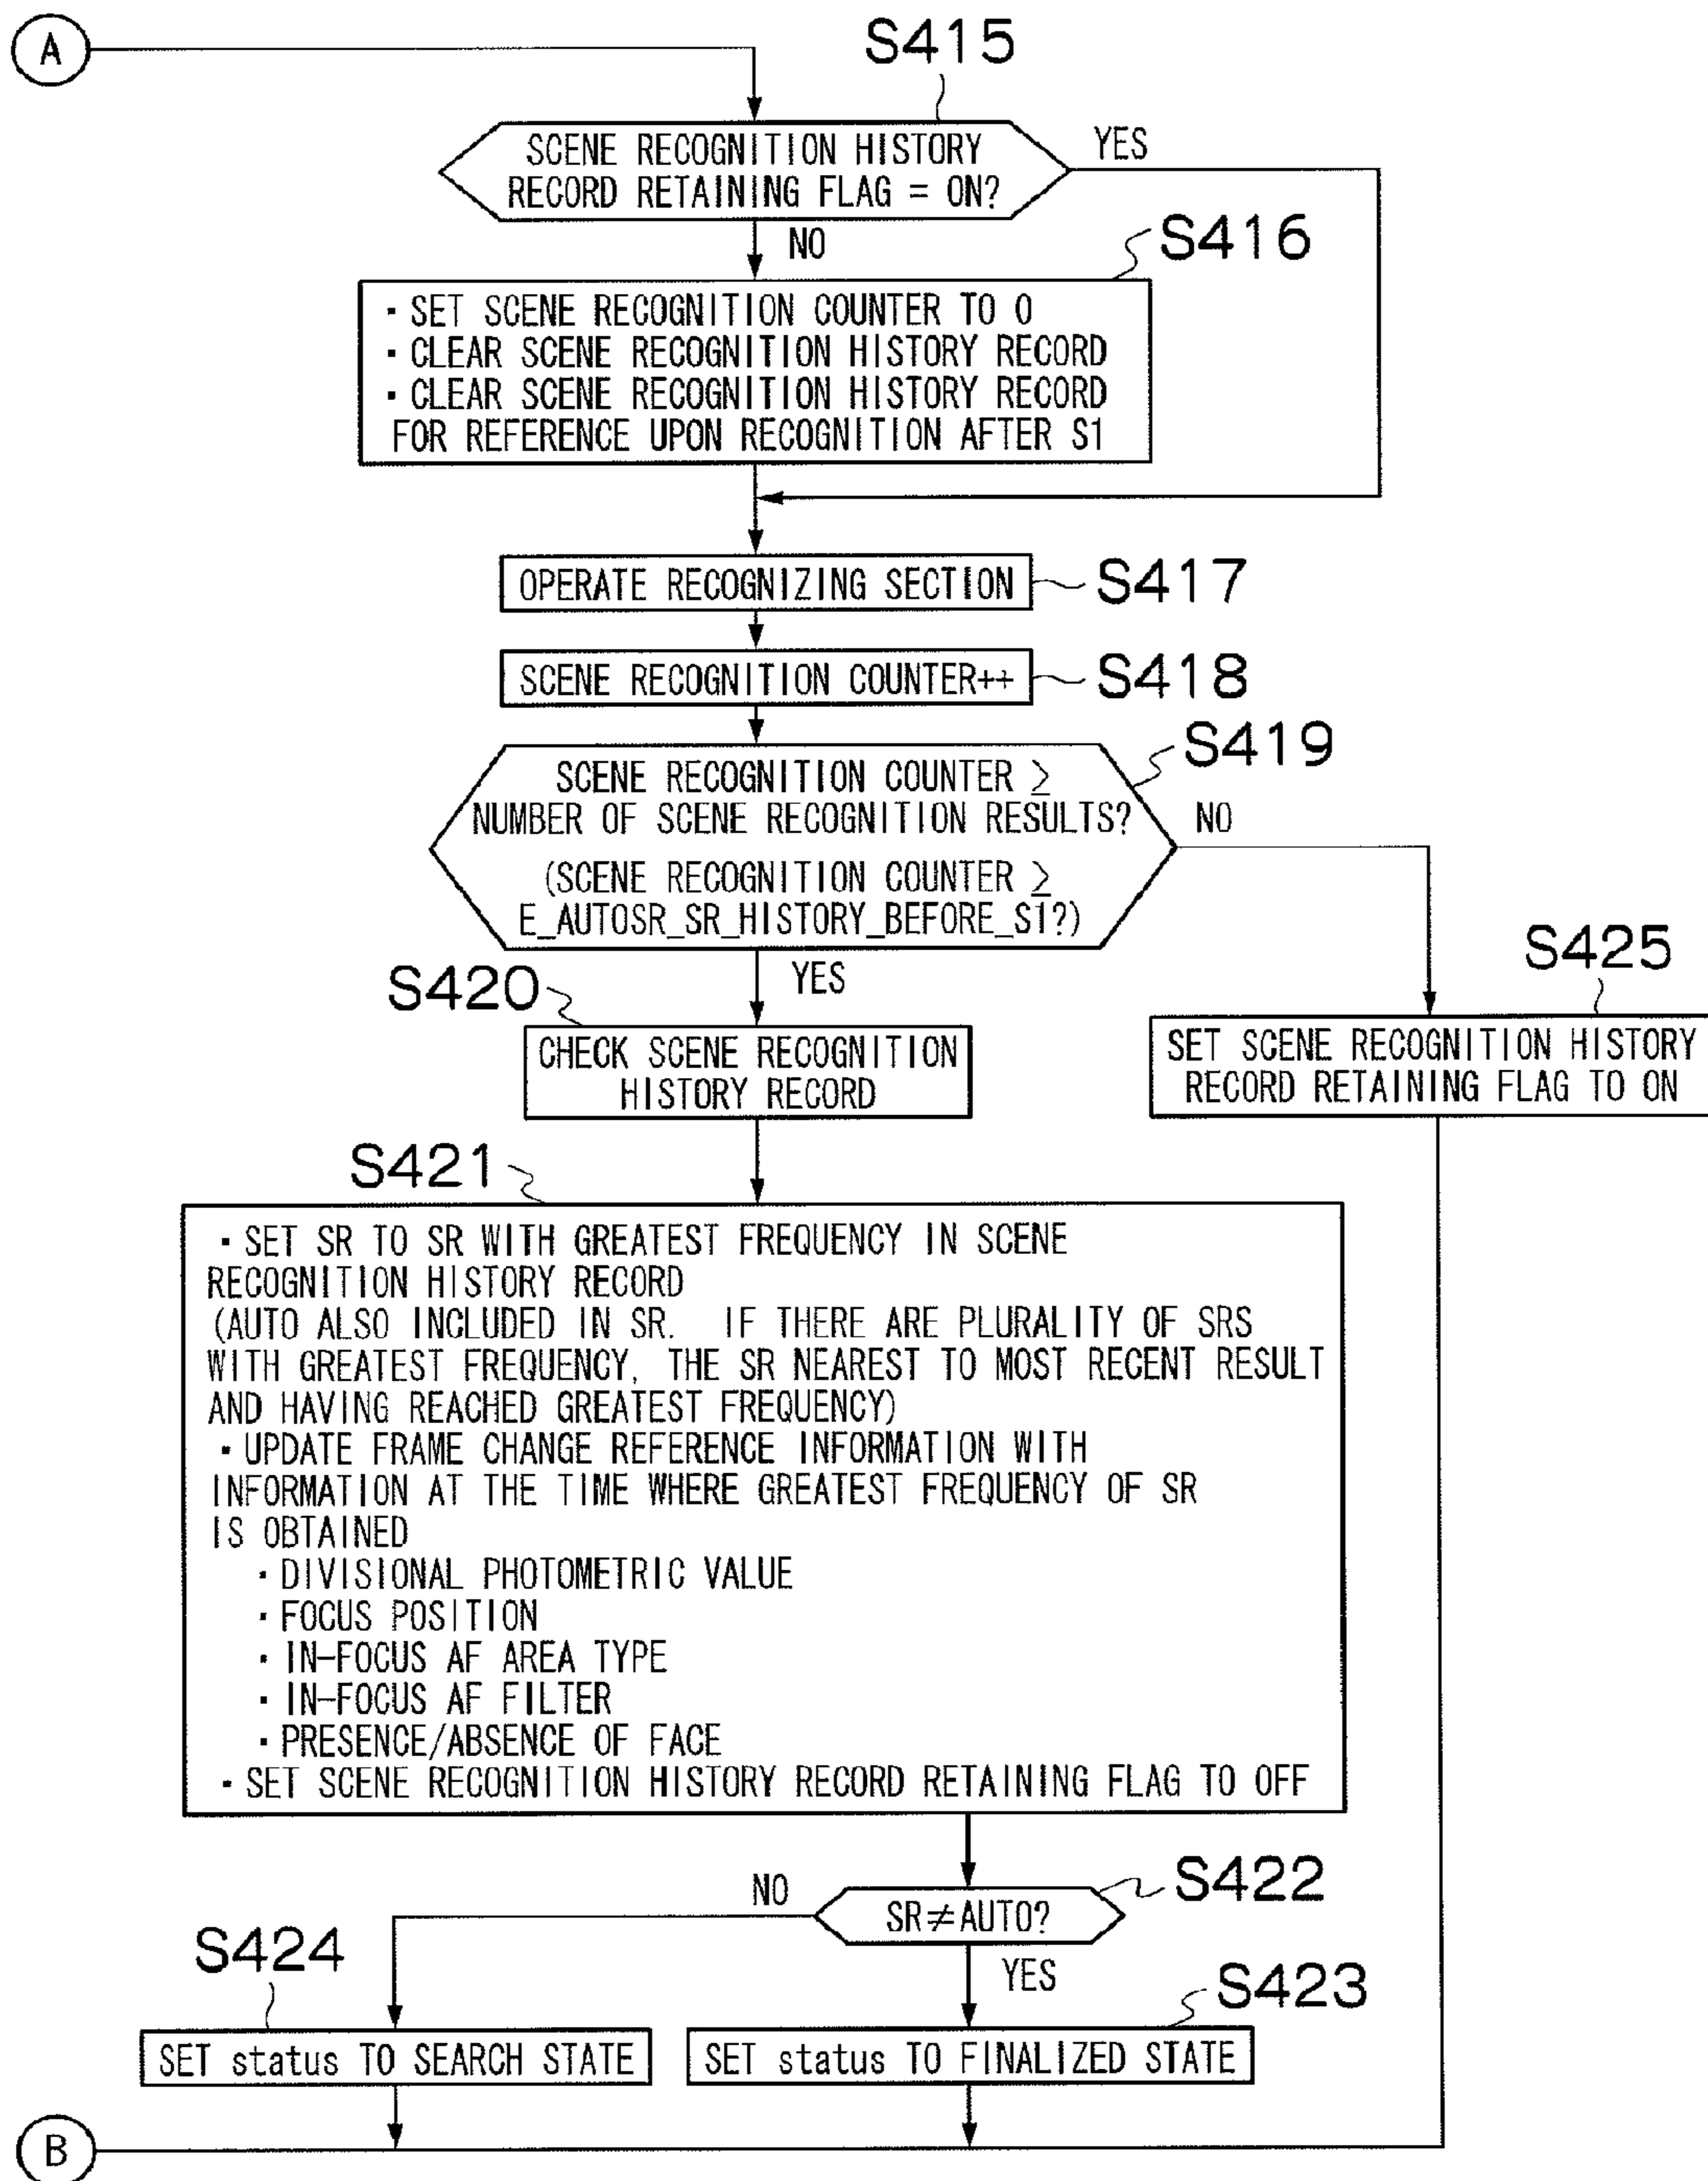 A
S415
SCENE RECOGNITION HISTORY
RECORD RETAINING FLAG = ON?
YES
NO
S416
・SET SCENE RECOGNITION COUNTER TO 0
・CLEAR SCENE RECOGNITION HISTORY RECORD
・CLEAR SCENE RECOGNITION HISTORY RECORD
FOR REFERENCE UPON RECOGNITION AFTER S1
OPERATE RECOGNIZING SECTION
S417
SCENE RECOGNITION COUNTER++
S418
S419
SCENE RECOGNITION COUNTER ≧
NUMBER OF SCENE RECOGNITION RESULTS?
(SCENE RECOGNITION COUNTER ≧
E_AUTOSR_SR_HISTORY_BEFORE_S1?)
NO
YES
S420
CHECK SCENE RECOGNITION
HISTORY RECORD
S425
SET SCENE RECOGNITION HISTORY
RECORD RETAINING FLAG TO ON
S421
・SET SR TO SR WITH GREATEST FREQUENCY IN SCENE
RECOGNITION HISTORY RECORD
(AUTO ALSO INCLUDED IN SR. IF THERE ARE PLURALITY OF SRS
WITH GREATEST FREQUENCY, THE SR NEAREST TO MOST RECENT RESULT
AND HAVING REACHED GREATEST FREQUENCY)
・UPDATE FRAME CHANGE REFERENCE INFORMATION WITH
INFORMATION AT THE TIME WHERE GREATEST FREQUENCY OF SR
IS OBTAINED
・DIVISIONAL PHOTOMETRIC VALUE
・FOCUS POSITION
・IN-FOCUS AF AREA TYPE
・IN-FOCUS AF FILTER
・PRESENCE/ABSENCE OF FACE
・SET SCENE RECOGNITION HISTORY RECORD RETAINING FLAG TO OFF
S422
SR≠AUTO?
NO
YES
S424
SET status TO SEARCH STATE
S423
SET status TO FINALIZED STATE
B